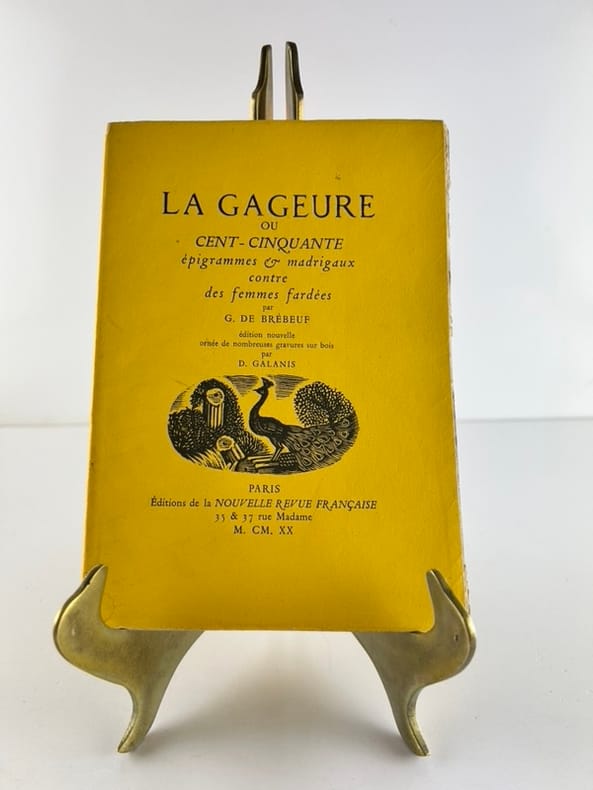 LA GAGEURE
OU
CENT-CINQUANTE
épigrammes & madrigaux
contre
des femmes fardées
par
G. DE BRÉBEUF
édition nouvelle
ornée de nombreuses gravures sur bois
par
D. GALANIS
PARIS
Éditions de la NOUVELLE REVUE FRANÇAISE
35 & 37 rue Madame
M. CM. XX